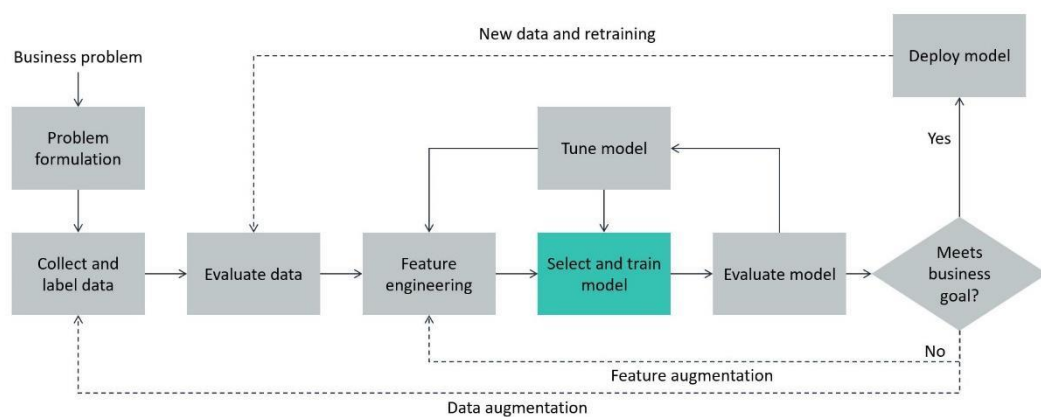 New data and retraining
Deploy model
Business problem
Problem
formulation
Tune model
Yes
Collect and
label data
Evaluate data
Feature
engineering
Select and train
model
Evaluate model
Meets
business
goal?
No
Feature augmentation
Data augmentation